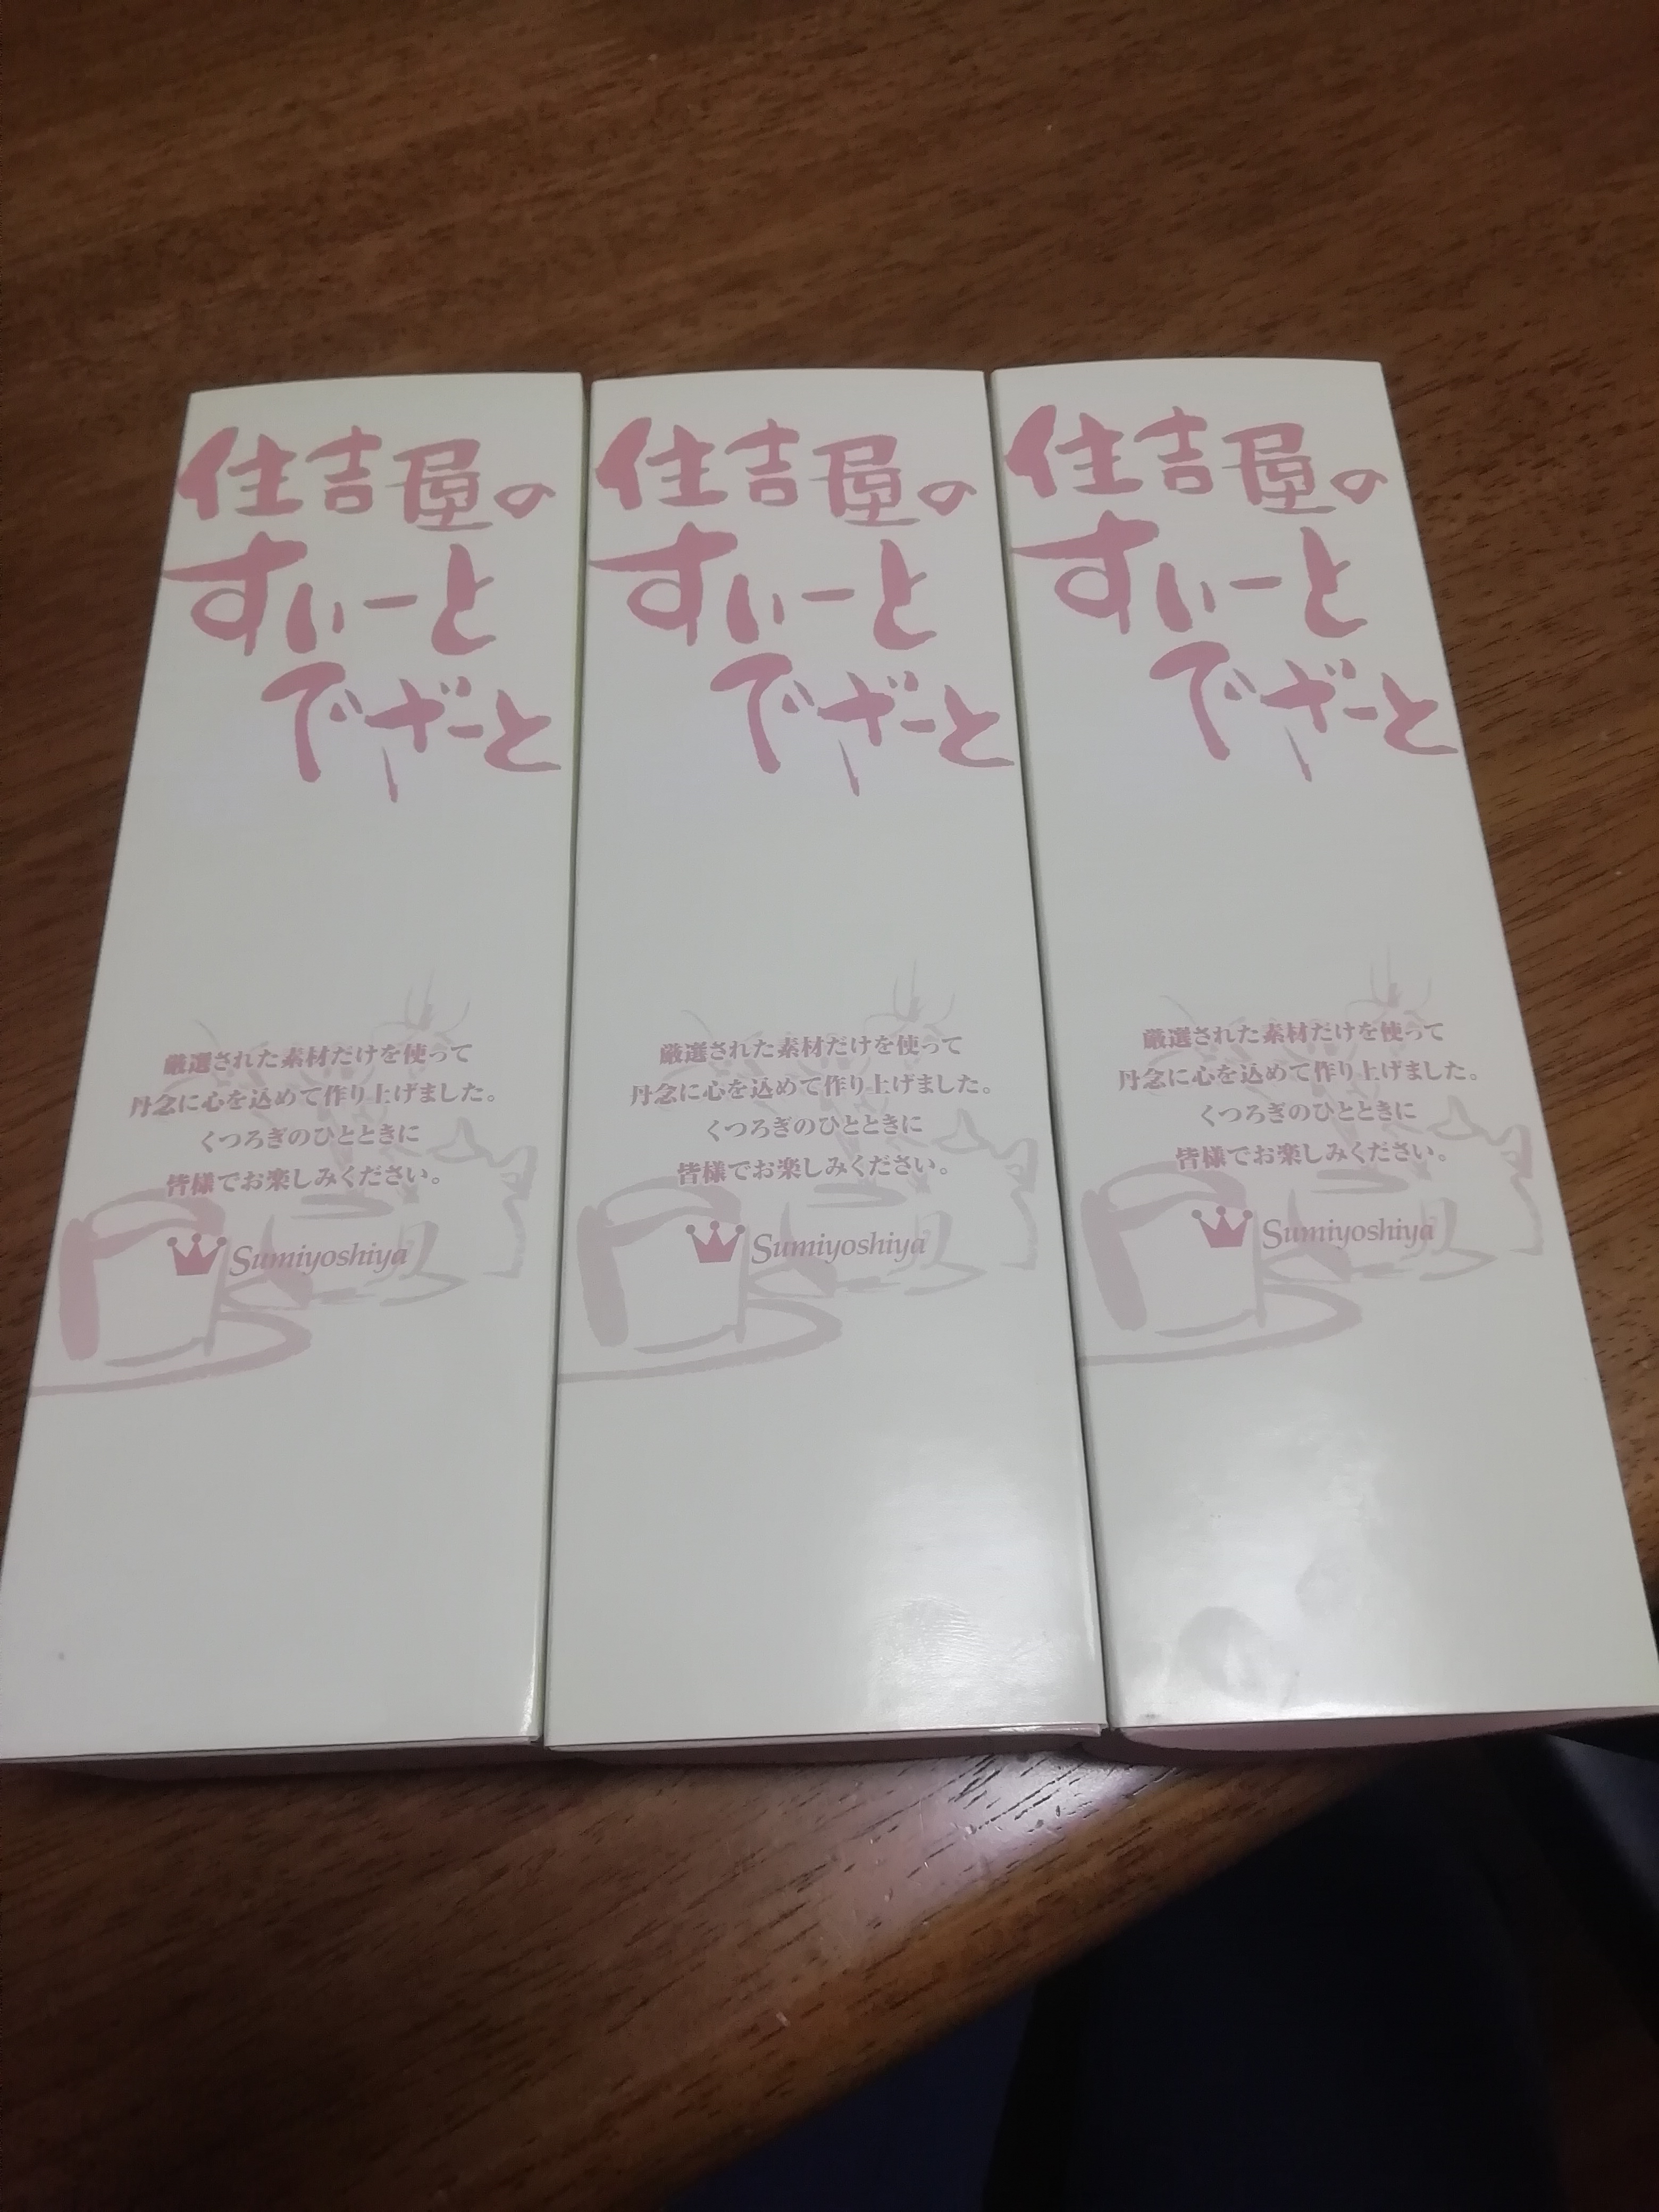 住吉屋の
すいーと
でざーと
厳選された素材だけを使って
丹念に心を込めて作り上げました。
くつろぎのひとときに
皆様でお楽しみください。
Sumiyoshiya
住吉屋の
すいーと
でざーと
厳選された素材だけを使って
丹念に心を込めて作り上げました。
くつろぎのひとときに
皆様でお楽しみください。
Sumiyoshiya
住吉屋の
すいーと
でざーと
厳選された素材だけを使って
丹念に心を込めて作り上げました。
くつろぎのひとときに
皆様でお楽しみください。
Sumiyoshiya